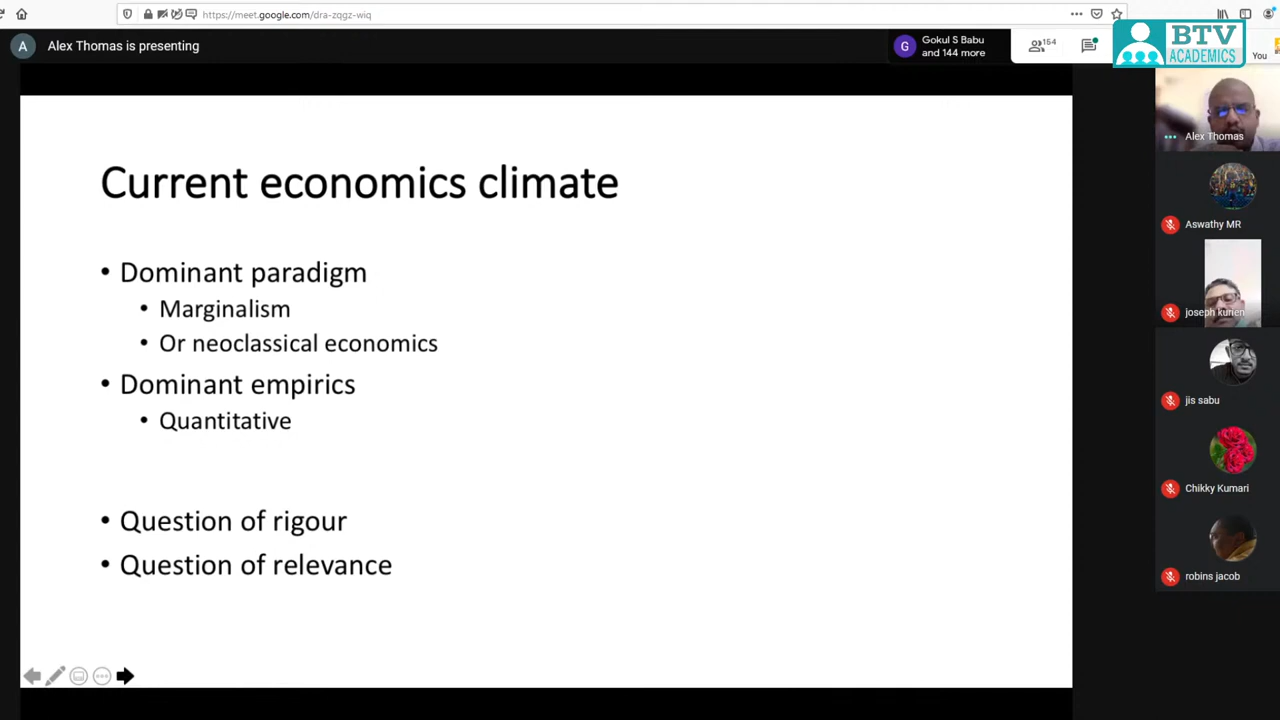 https://meet.google.com/dra-zqgz-wiq
A
Alex Thomas is presenting
G
Gokul S Babu
and 144 more
154
BTV
ACADEMICS
You
Current economics climate
• Dominant paradigm
• Marginalism
• Or neoclassical economics
• Dominant empirics
• Quantitative
• Question of rigour
• Question of relevance
Alex Thomas
Aswathy MR
joseph kurien
jis sabu
Chikky Kumari
robins jacob